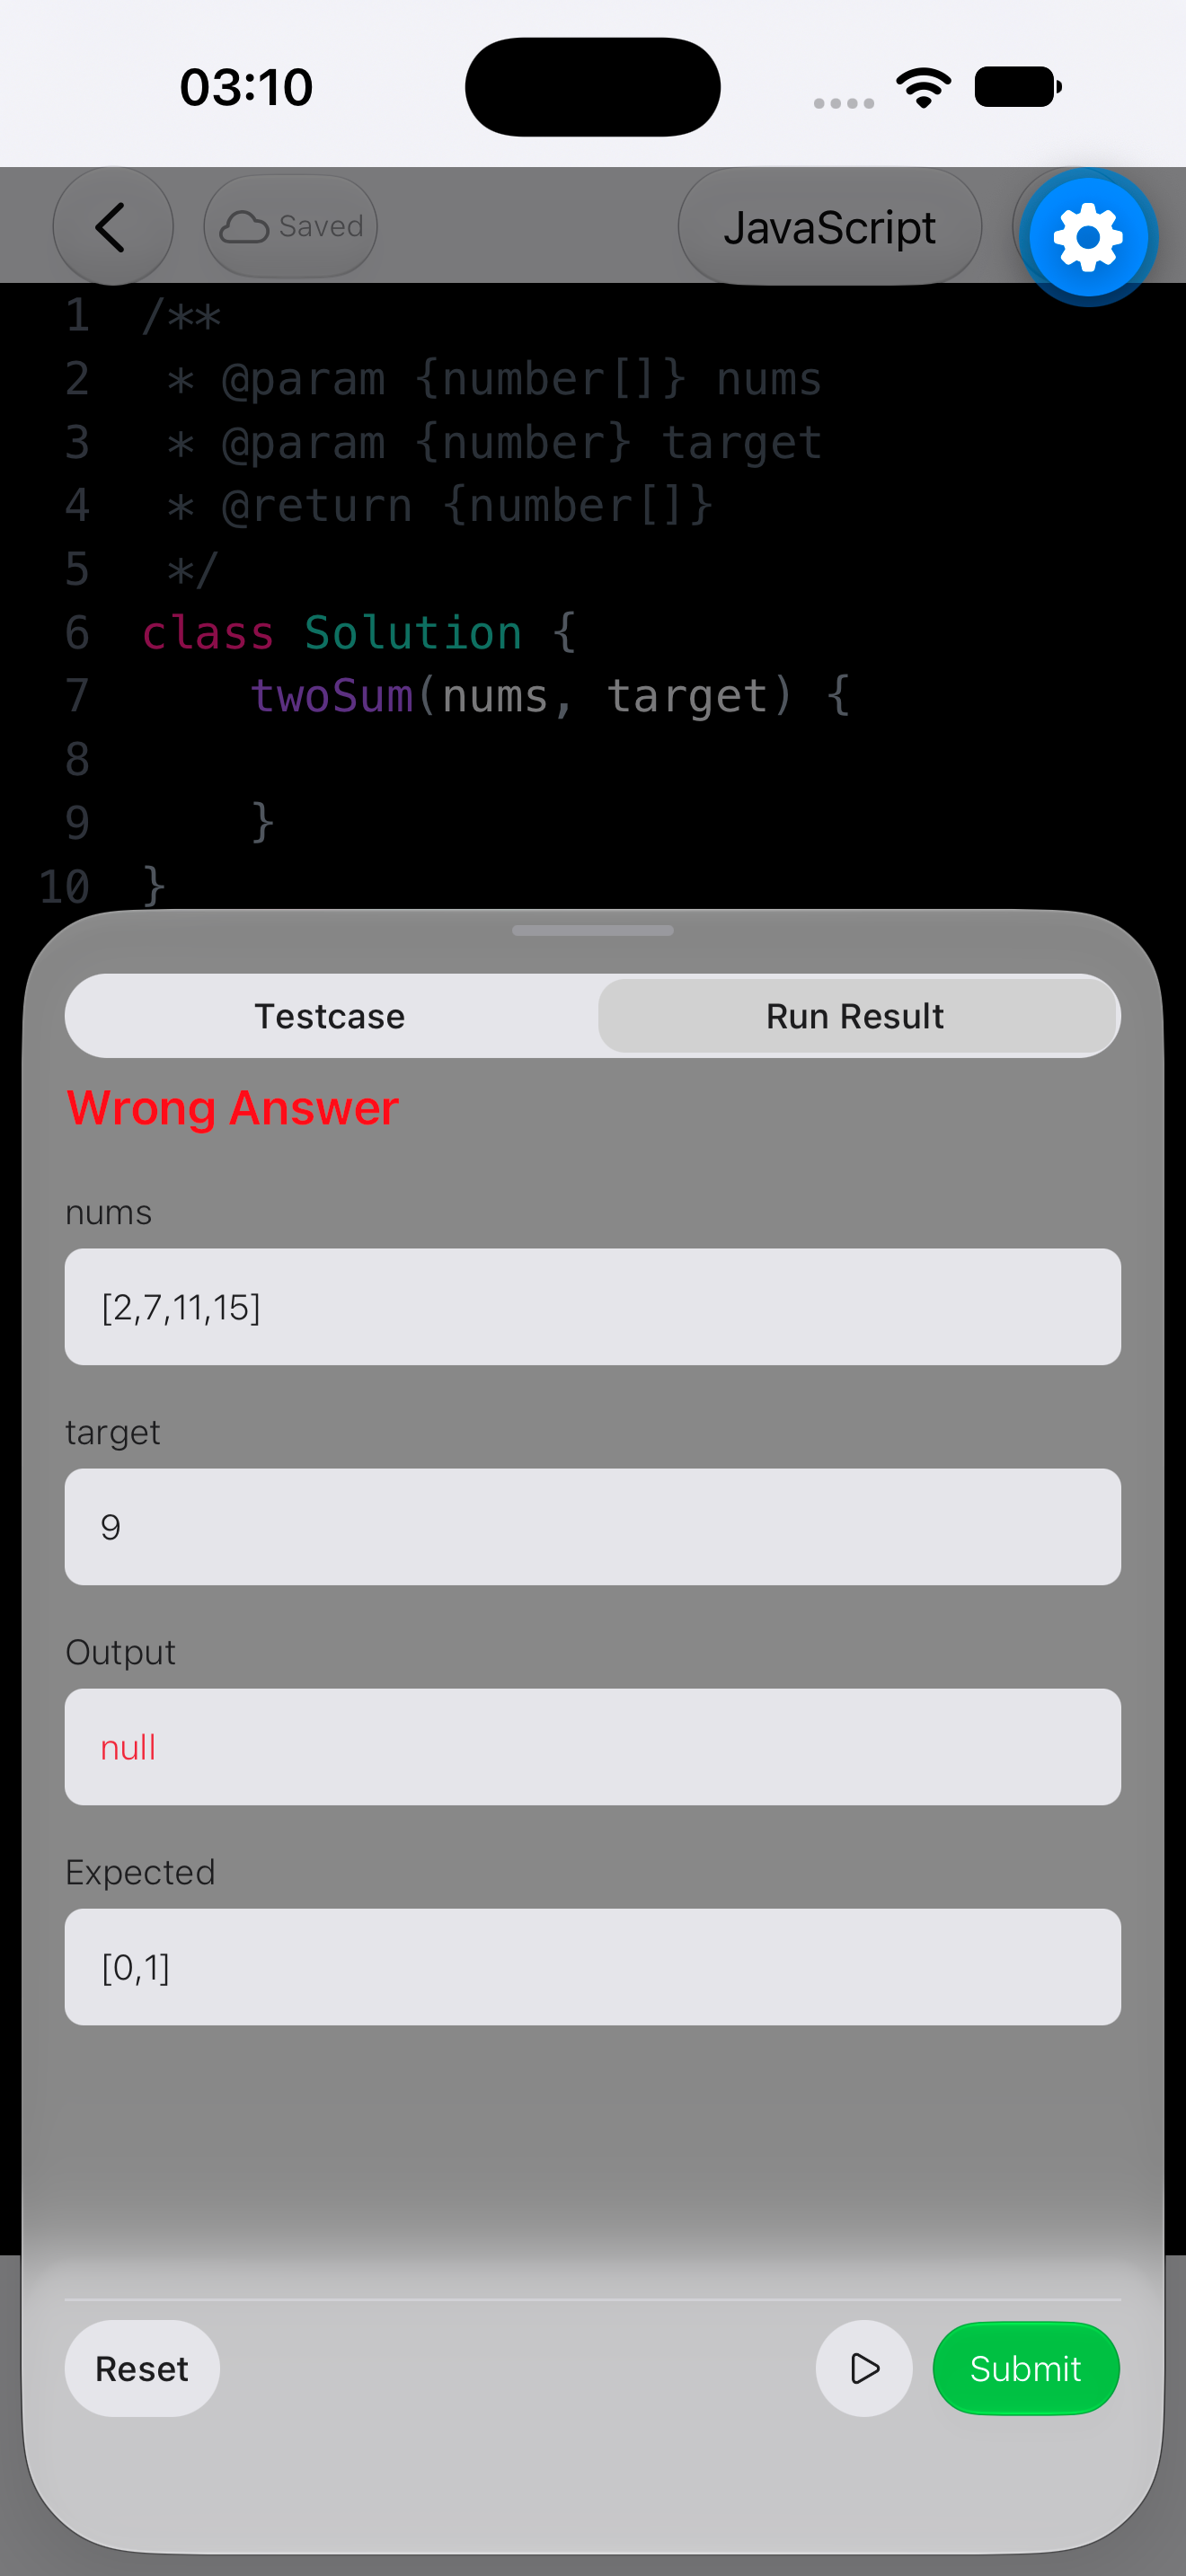 03:10
Saved
JavaScript
1 /**
2 * @param {number[]} nums
3 * @param {number} target
4 * @return {number[]}
5 */
6 class Solution {
7 twoSum(nums, target) {
8
9 }
10 }
Testcase
Run Result
Wrong Answer
nums
[2,7,11,15]
target
9
Output
null
Expected
[0,1]
Reset
Submit